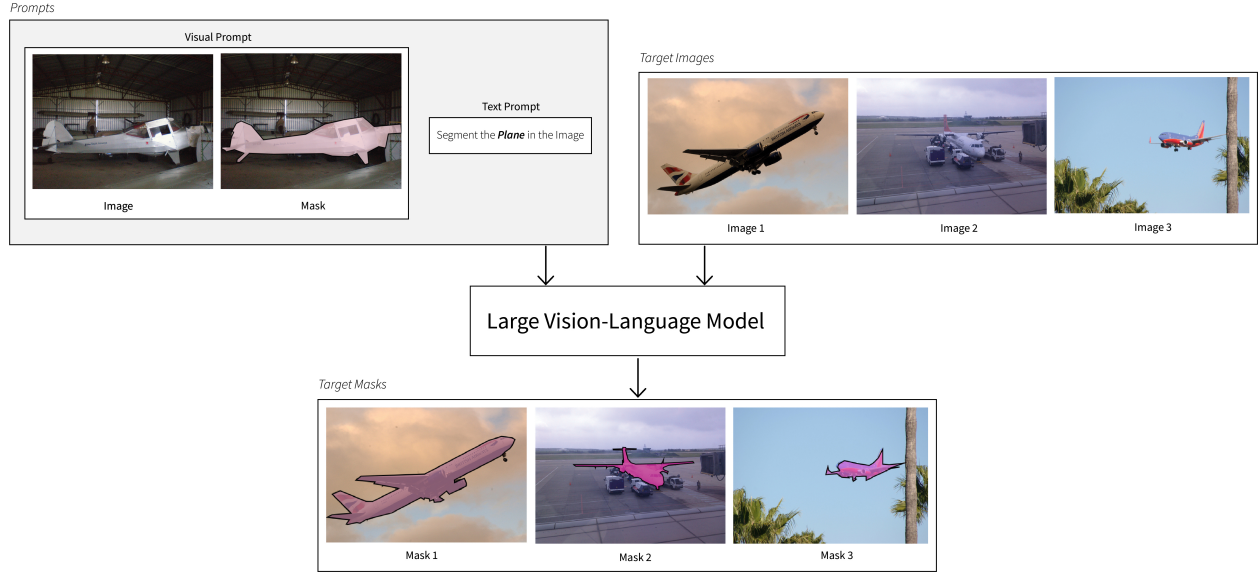 Prompts
Visual Prompt
Image
Mask
Text Prompt
Segment the Plane in the Image
Target Images
Image 1
Image 2
Image 3
Large Vision-Language Model
Target Masks
Mask 1
Mask 2
Mask 3